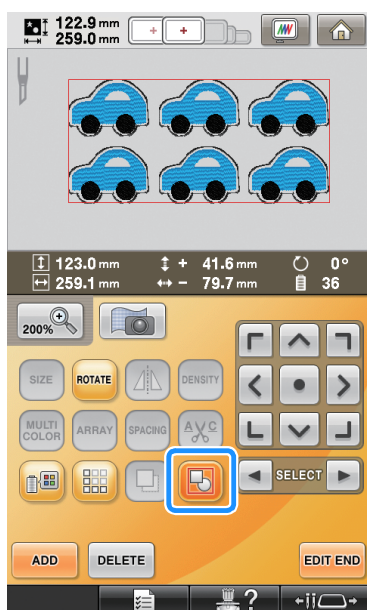 122.9 mm
259.0 mm
123.0 mm + 41.6 mm 0°
259.1 mm − 79.7 mm 36
200%
SIZE ROTATE DENSITY
MULTI COLOR ARRAY SPACING A C
SELECT
ADD DELETE EDIT END
?